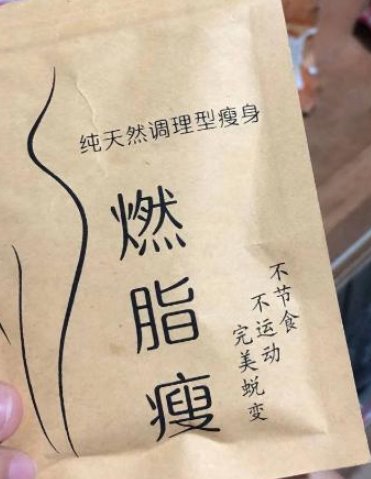 纯天然调理型瘦身
燃脂瘦
不节食
不运动
完美蜕变